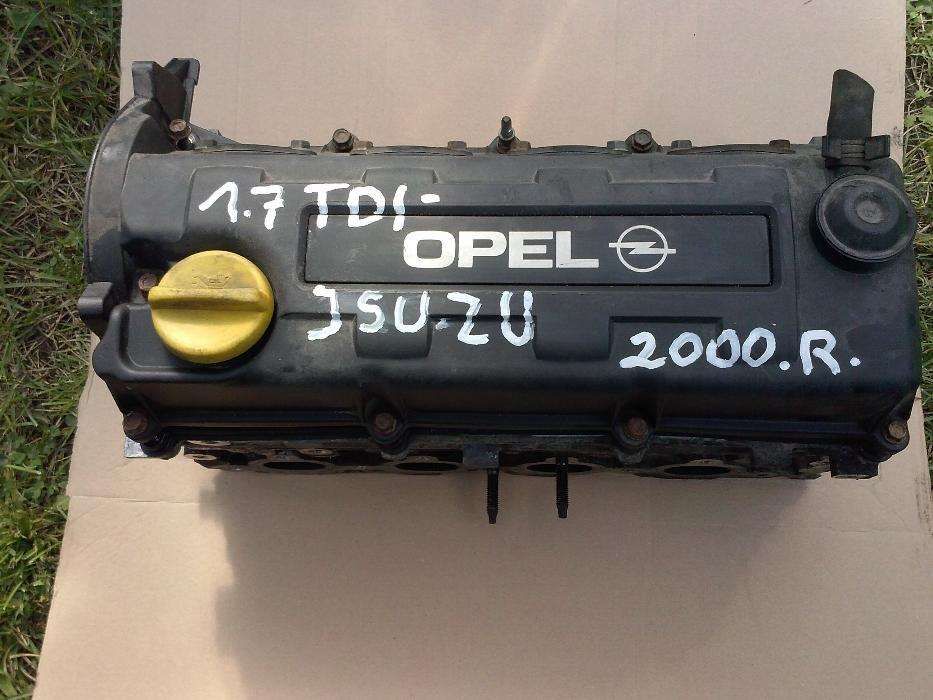 1.7 TDI-
OPEL
JSU-ZU
2000.R.